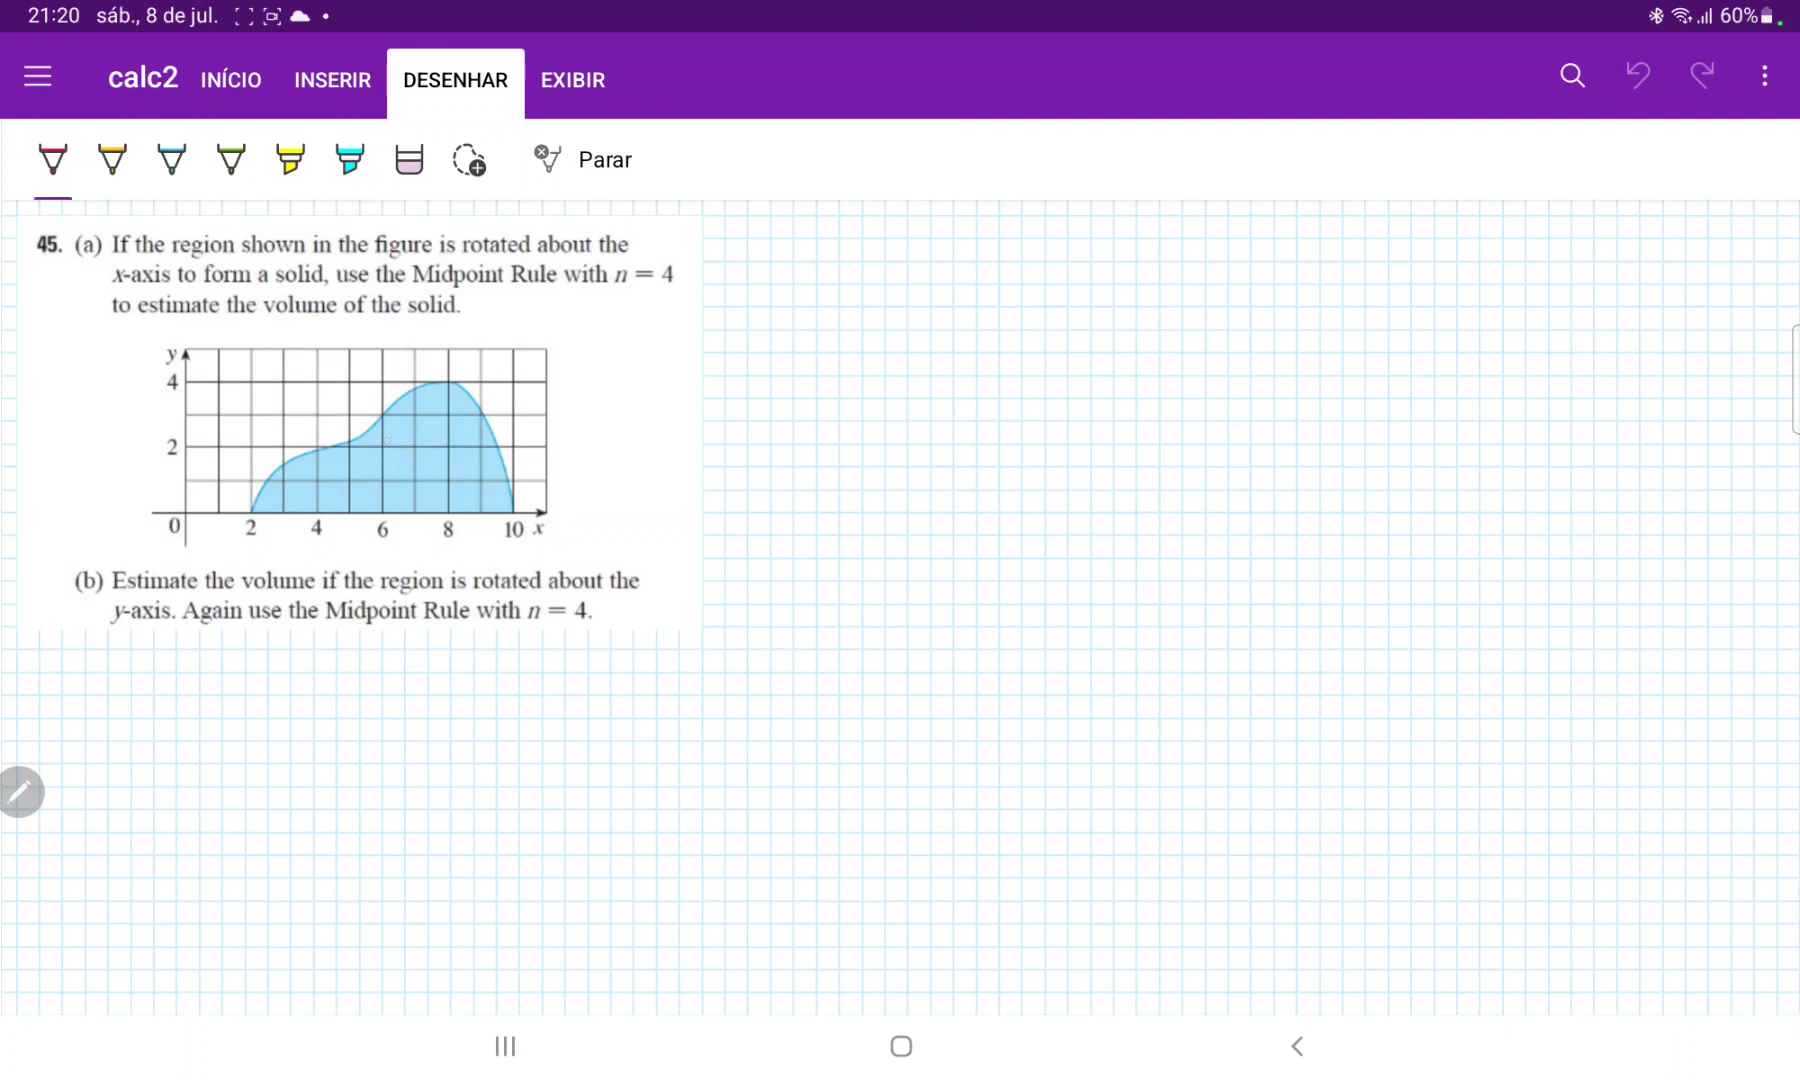 21:20 sáb., 8 de jul. 60%
calc2 INÍCIO INSERIR DESENHAR EXIBIR
Parar
45. (a) If the region shown in the figure is rotated about the
x-axis to form a solid, use the Midpoint Rule with n = 4
to estimate the volume of the solid.
y
4
2
0 2 4 6 8 10 x
(b) Estimate the volume if the region is rotated about the
y-axis. Again use the Midpoint Rule with n = 4.